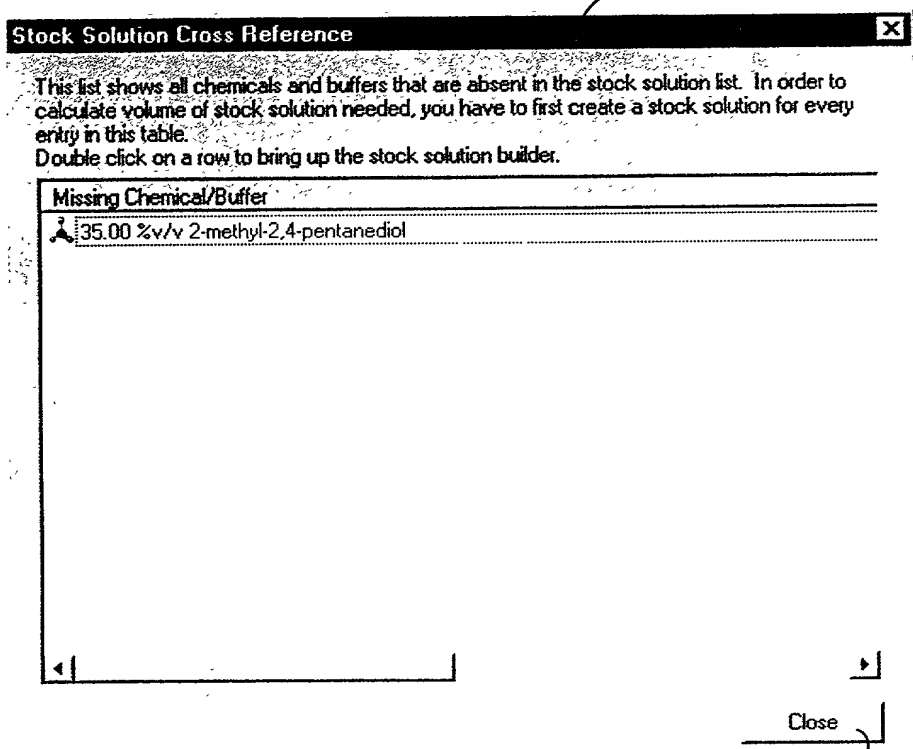 Stock Solution Cross Reference
This list shows all chemicals and buffers that are absent in the stock solution list. In order to
calculate volume of stock solution needed, you have to first create a stock solution for every
entry in this table.
Double click on a row to bring up the stock solution builder.
Missing Chemical/Buffer
35.00 %v/v 2-methyl-2,4-pentanediol
Close